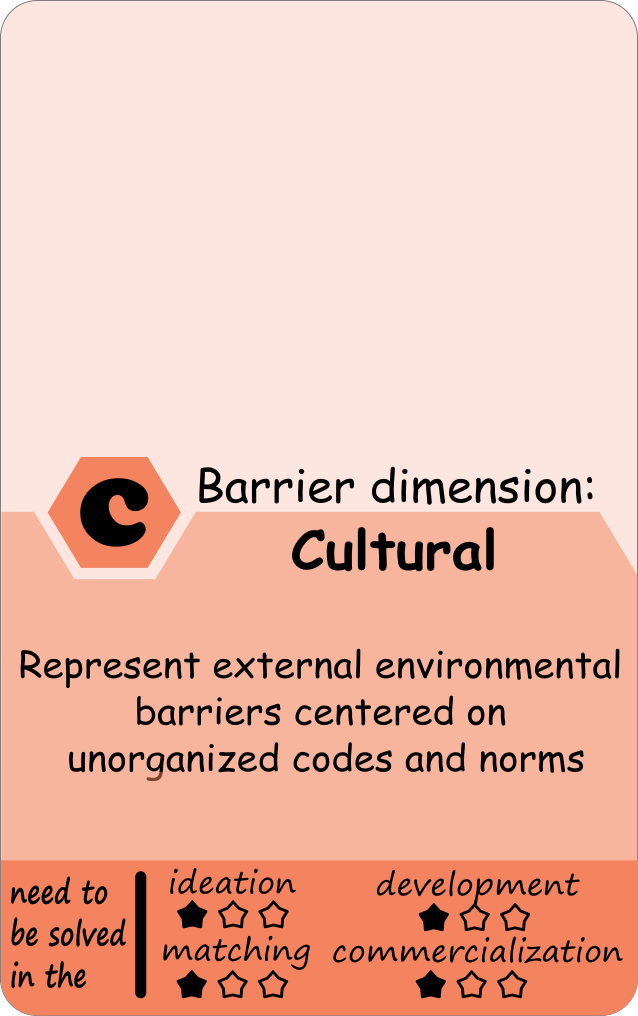 C
Barrier dimension:
Cultural
Represent external environmental
barriers centered on
unorganized codes and norms
need to
be solved
in the
ideation
development
matching
commercialization